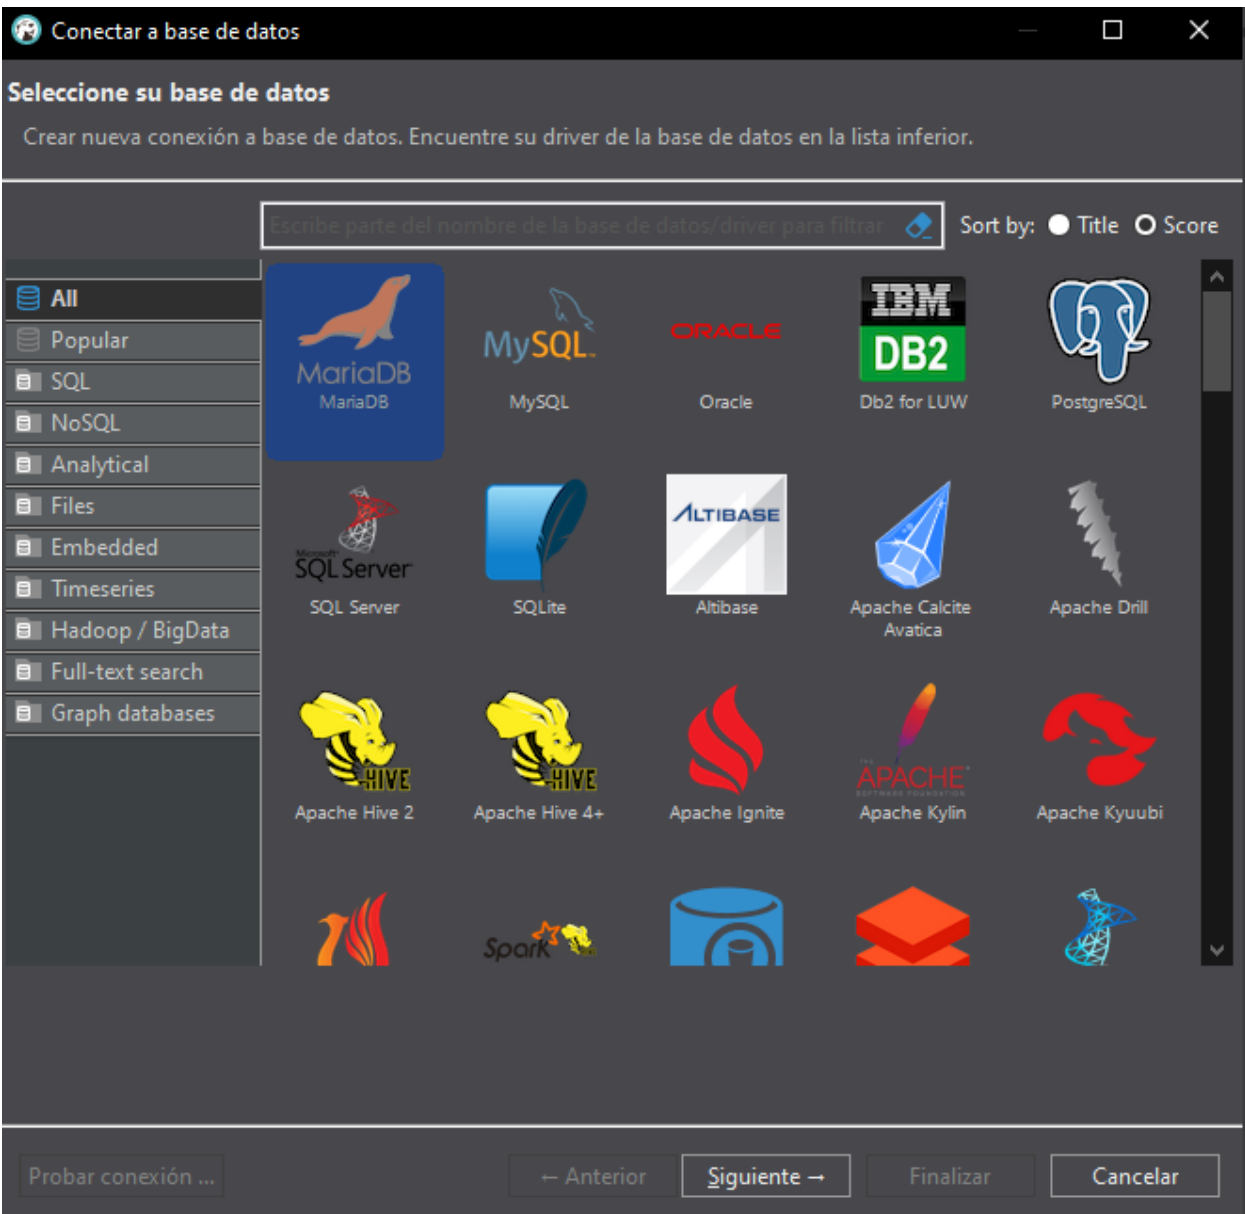 Conectar a base de datos
Seleccione su base de datos
Crear nueva conexión a base de datos. Encuentre su driver de la base de datos en la lista inferior.
Escribe parte del nombre de la base de datos/driver para filtrar
Sort by: Title Score
All
Popular
SQL
NoSQL
Analytical
Files
Embedded
Timeseries
Hadoop / BigData
Full-text search
Graph databases
MariaDB
MariaDB
MySQL
MySQL
ORACLE
Oracle
IBM
DB2
Db2 for LUW
PostgreSQL
Microsoft
SQL Server
SQL Server
SQLite
ALTIBASE
Altibase
Apache Calcite
Avatica
Apache Drill
HIVE
Apache Hive 2
HIVE
Apache Hive 4+
Apache Ignite
THE
APACHE
SOFTWARE FOUNDATION
Apache Kylin
Apache Kyuubi
Spark
Probar conexión ...
← Anterior
Siguiente →
Finalizar
Cancelar